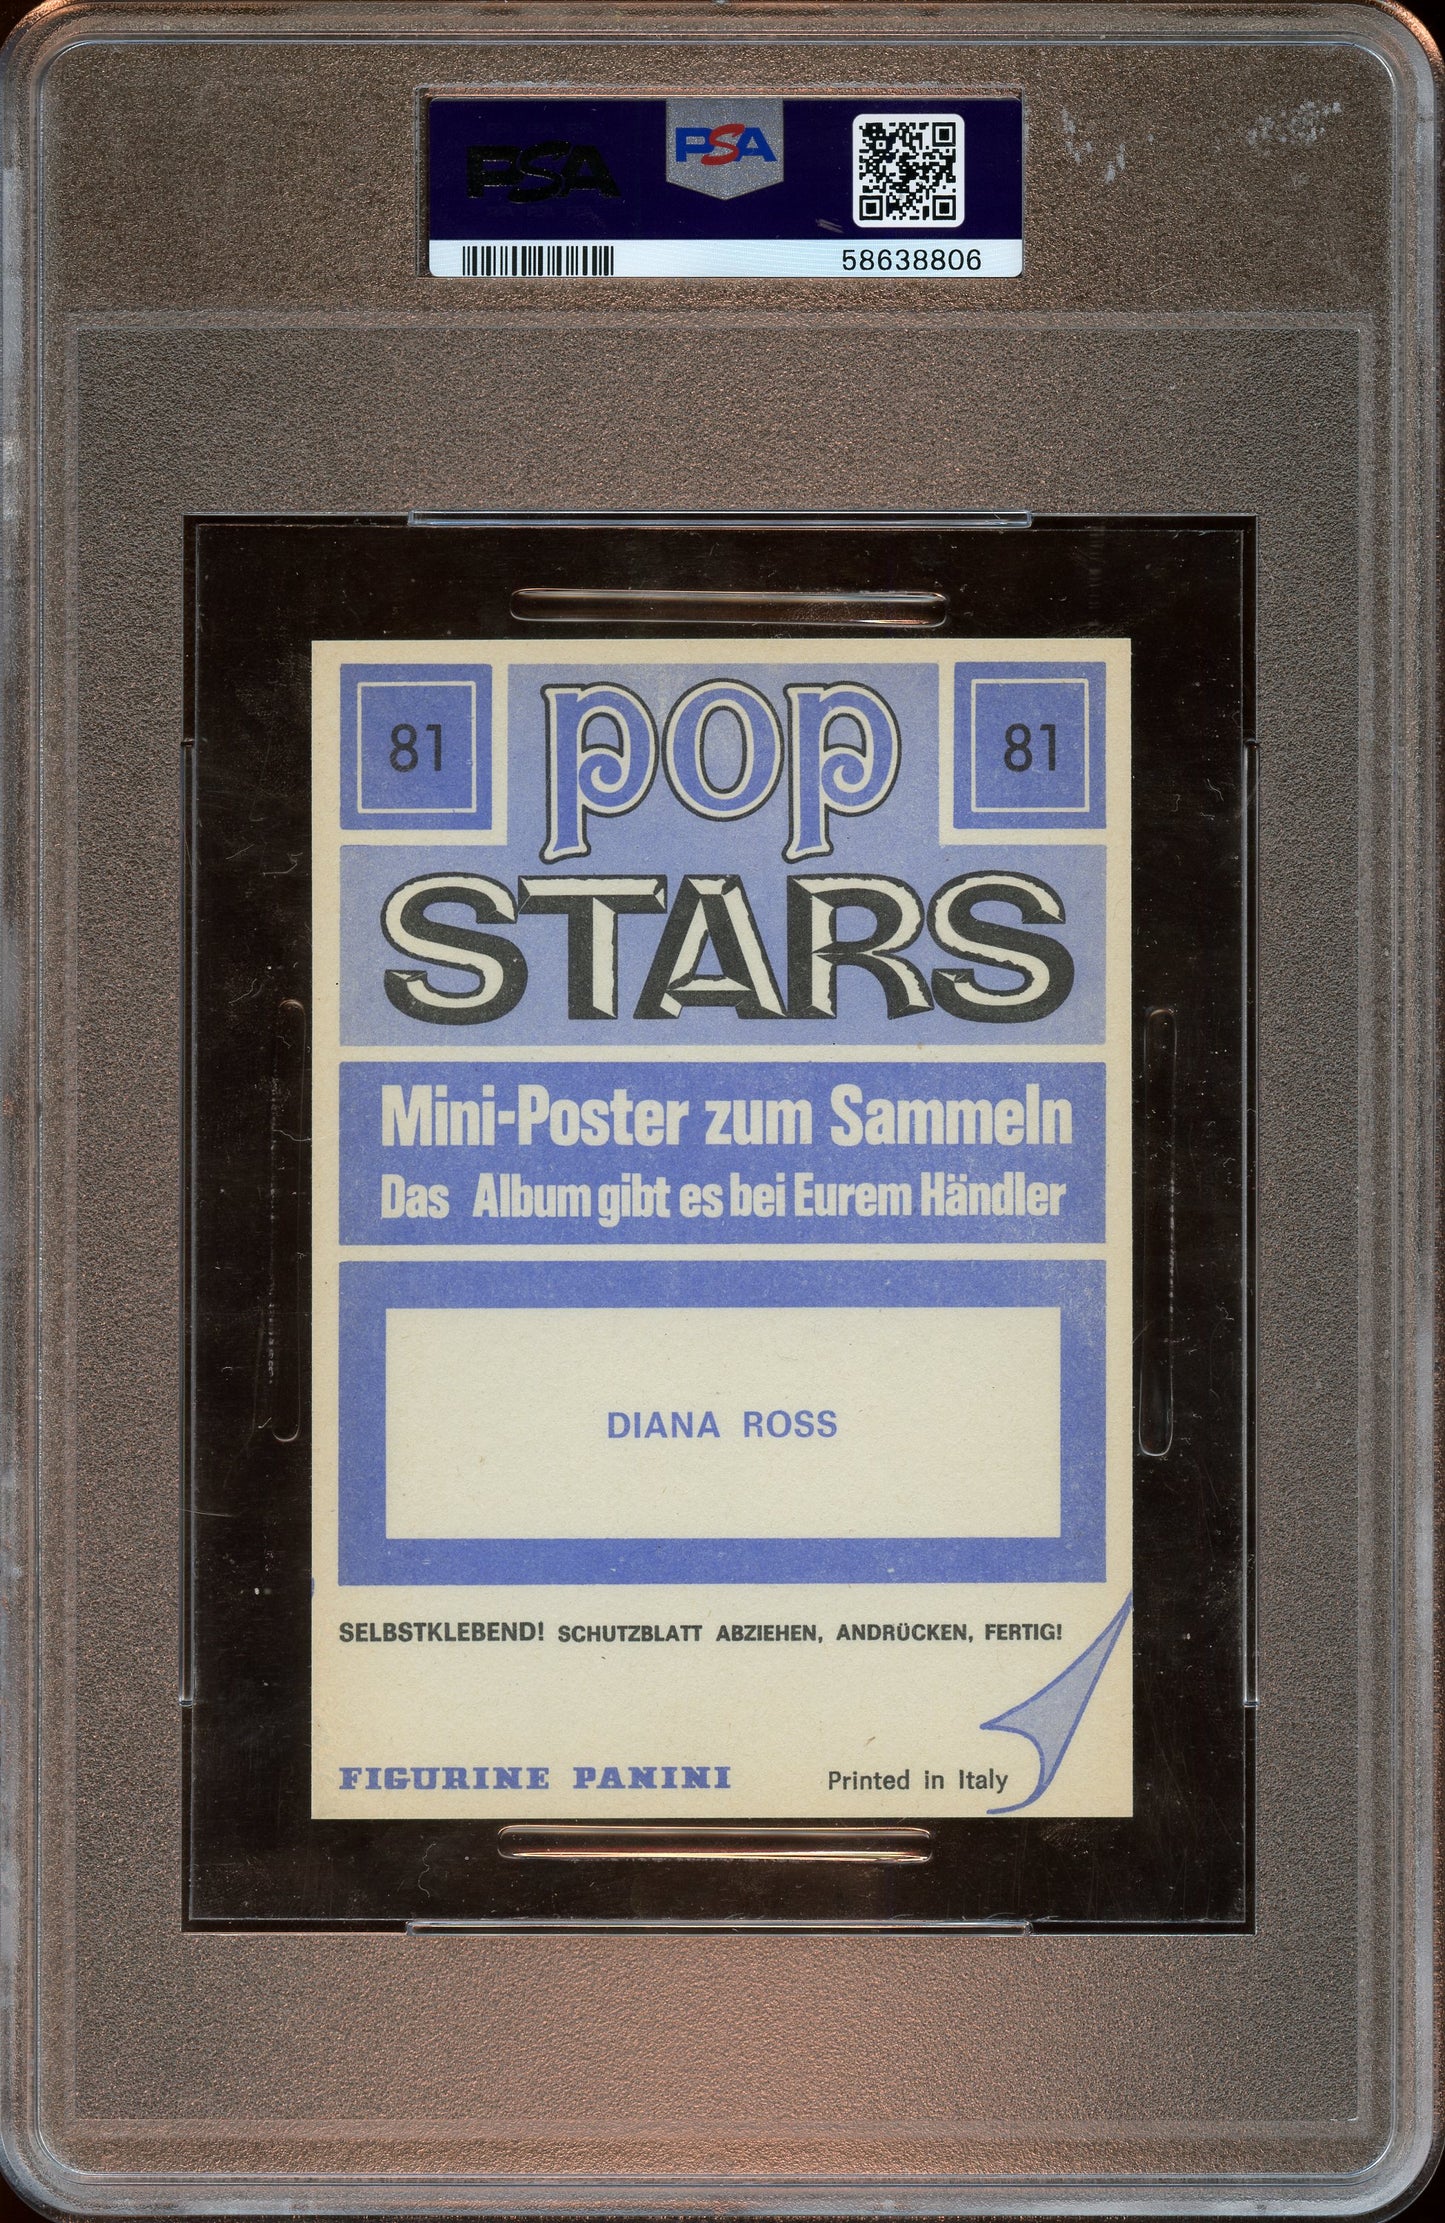 PSA
PSA
58638806
81
pop
81
STARS
Mini-Poster zum Sammeln
Das Album gibt es bei Eurem Händler
DIANA ROSS
SELBSTKLEBEND! SCHUTZBLATT ABZIEHEN, ANDRÜCKEN, FERTIG!
FIGURINE PANINI
Printed in Italy